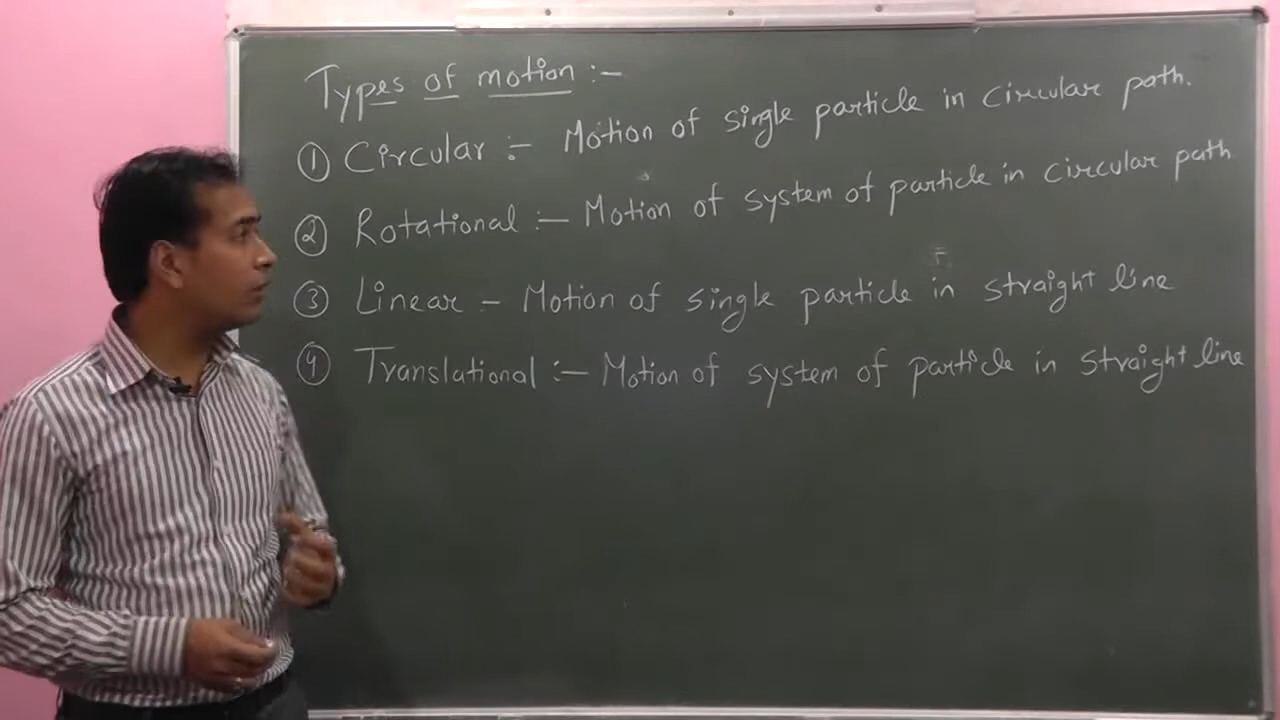 Types of motion :-
① Circular :- Motion of single particle in circular path.
② Rotational :- Motion of system of particle in circular path
③ Linear - Motion of single particle in straight line
④ Translational :- Motion of system of particle in straight line